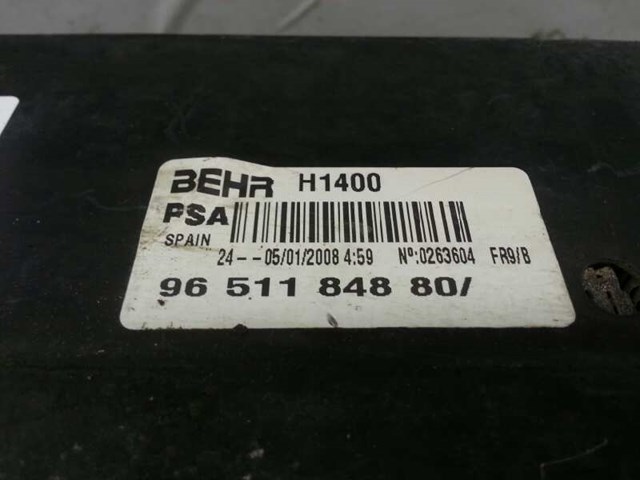 BEHR H1400
PSA
SPAIN
24--05/01/2008 4:59 Nº:0263604 FR9/B
96 511 848 80/